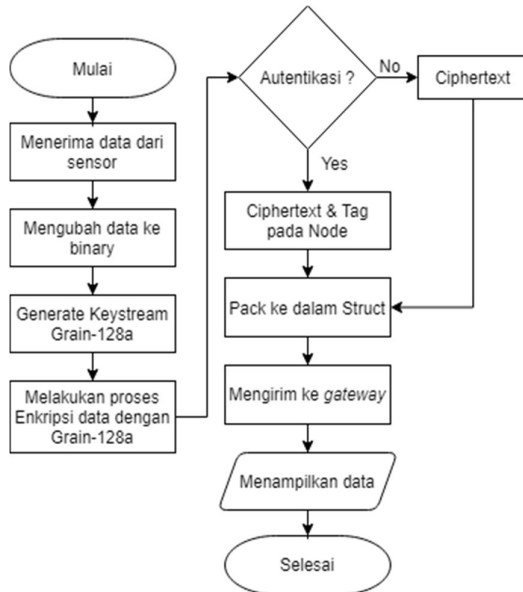 Mulai
Menerima data dari
sensor
Mengubah data ke
binary
Generate Keystream
Grain-128a
Melakukan proses
Enkripsi data dengan
Grain-128a
Autentikasi ?
No
Ciphertext
Yes
Ciphertext & Tag
pada Node
Pack ke dalam Struct
Mengirim ke gateway
Menampilkan data
Selesai